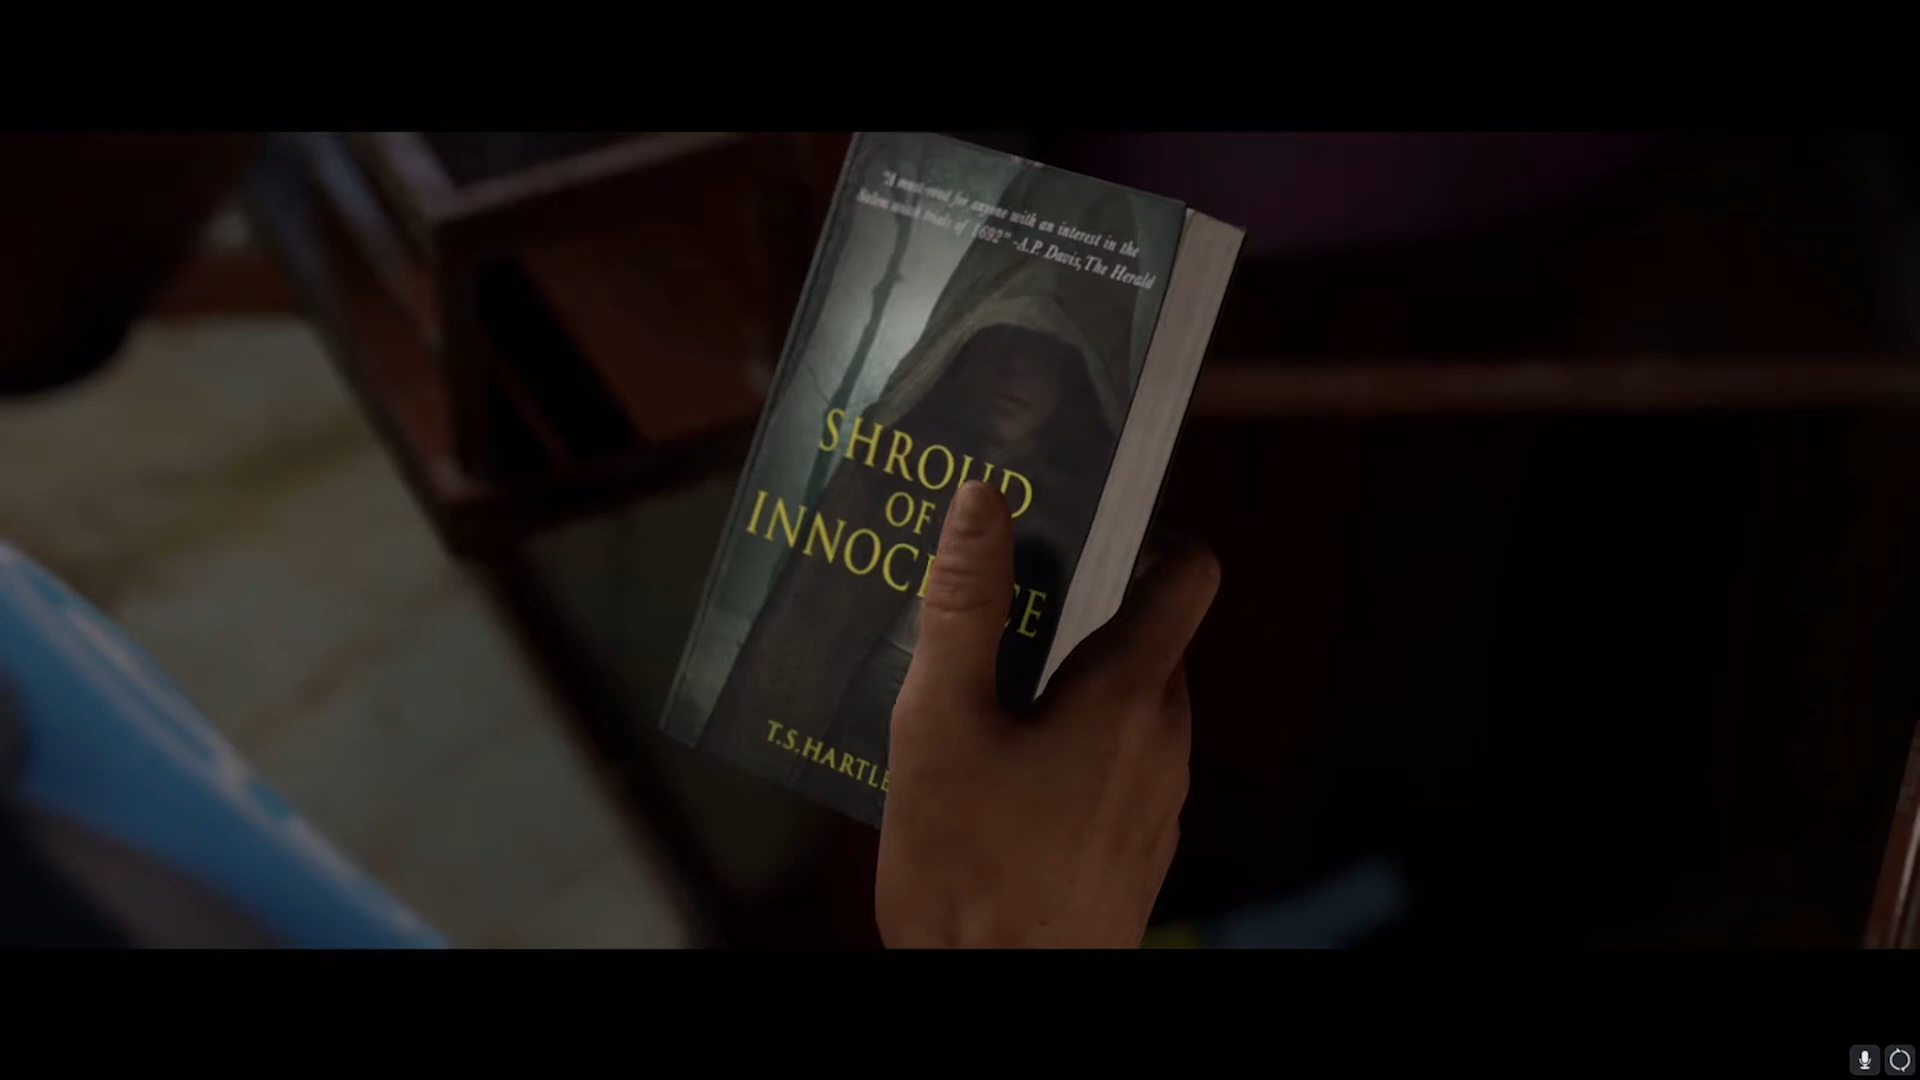 "A must-read for anyone with an interest in the
Salem witch trials of 1692" -A.P. Davis, The Herald
SHROUD
OF
INNOCENCE
T.S.HARTLE